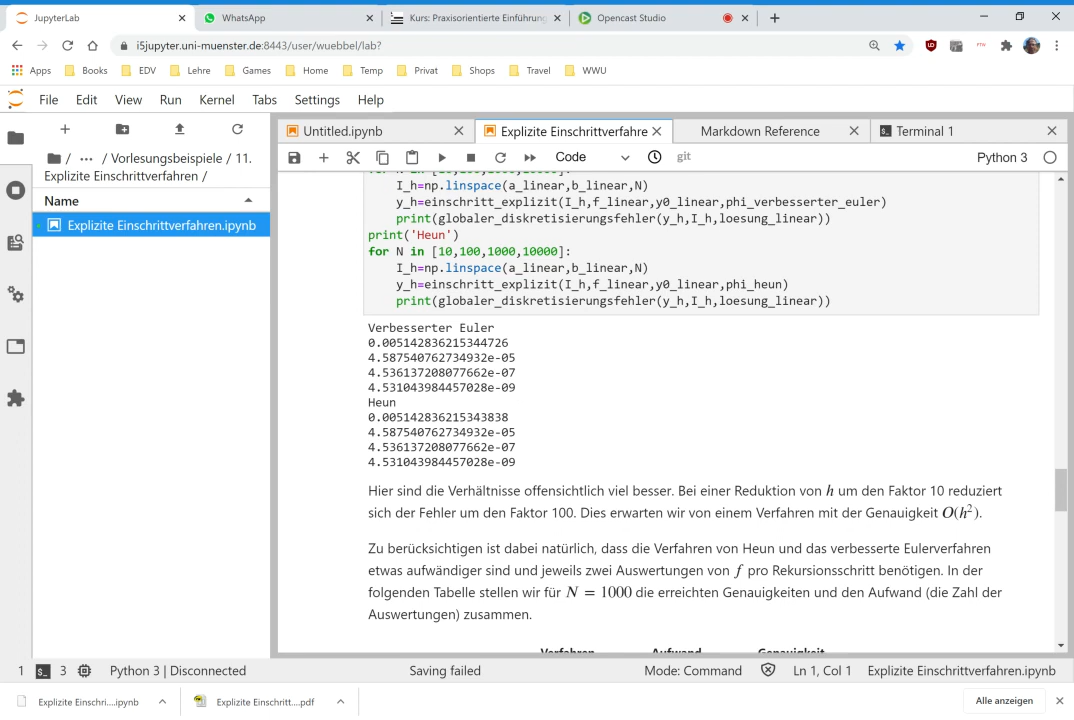 JupyterLab
WhatsApp
Kurs: Praxisorientierte Einführung
Opencast Studio
i5jupyter.uni-muenster.de:8443/user/wuebbel/lab?
Apps Books EDV Lehre Games Home Temp Privat Shops Travel WWU
File Edit View Run Kernel Tabs Settings Help
/ ··· / Vorlesungsbeispiele / 11.
Explizite Einschrittverfahren /
Name
Explizite Einschrittverfahren.ipynb
Untitled.ipynb
Explizite Einschrittverfahre
Markdown Reference
Terminal 1
Code
git
Python 3
for N in [10,100,1000,10000]:
I_h=np.linspace(a_linear,b_linear,N)
y_h=einschritt_explizit(I_h,f_linear,y0_linear,phi_verbesserter_euler)
print(globaler_diskretisierungsfehler(y_h,I_h,loesung_linear))
print('Heun')
for N in [10,100,1000,10000]:
I_h=np.linspace(a_linear,b_linear,N)
y_h=einschritt_explizit(I_h,f_linear,y0_linear,phi_heun)
print(globaler_diskretisierungsfehler(y_h,I_h,loesung_linear))
Verbesserter Euler
0.005142836215344726
4.587540762734932e-05
4.536137208077662e-07
4.531043984457028e-09
Heun
0.005142836215343838
4.587540762734932e-05
4.536137208077662e-07
4.531043984457028e-09
Hier sind die Verhältnisse offensichtlich viel besser. Bei einer Reduktion von h um den Faktor 10 reduziert
sich der Fehler um den Faktor 100. Dies erwarten wir von einem Verfahren mit der Genauigkeit O(h²).
Zu berücksichtigen ist dabei natürlich, dass die Verfahren von Heun und das verbesserte Eulerverfahren
etwas aufwändiger sind und jeweils zwei Auswertungen von f pro Rekursionsschritt benötigen. In der
folgenden Tabelle stellen wir für N = 1000 die erreichten Genauigkeiten und den Aufwand (die Zahl der
Auswertungen) zusammen.
Verfahren Aufwand Genauigkeit
1 3 Python 3 | Disconnected
Saving failed
Mode: Command
Ln 1, Col 1
Explizite Einschrittverfahren.ipynb
Explizite Einschri....ipynb
Explizite Einschritt....pdf
Alle anzeigen